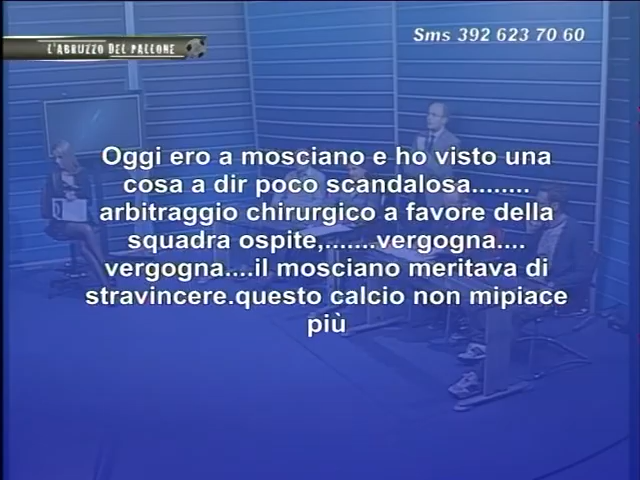 L'ABRUZZO DEL PALLONE
Sms 392 623 70 60
Oggi ero a mosciano e ho visto una
cosa a dir poco scandalosa........
arbitraggio chirurgico a favore della
squadra ospite,.......vergogna....
vergogna....il mosciano meritava di
stravincere.questo calcio non mipiace
più